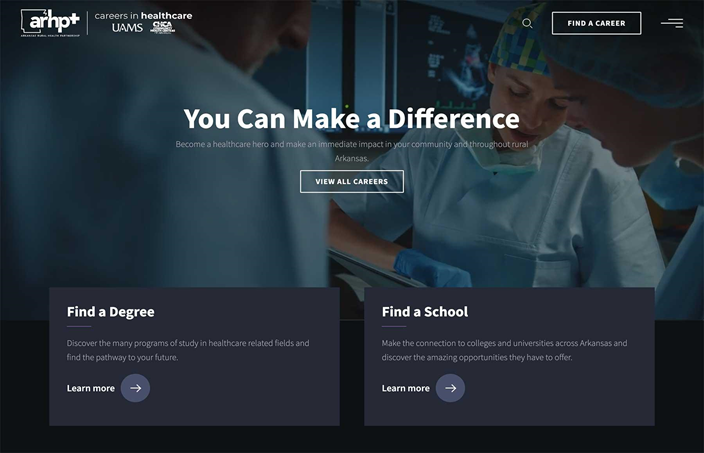 arhp+
careers in healthcare
UAMS
ARKANSAS RURAL HEALTH PARTNERSHIP
FIND A CAREER
You Can Make a Difference
Become a healthcare hero and make an immediate impact in your community and throughout rural
Arkansas.
VIEW ALL CAREERS
Find a Degree
Discover the many programs of study in healthcare related fields and
find the pathway to your future.
Learn more
Find a School
Make the connection to colleges and universities across Arkansas and
discover the amazing opportunities they have to offer.
Learn more